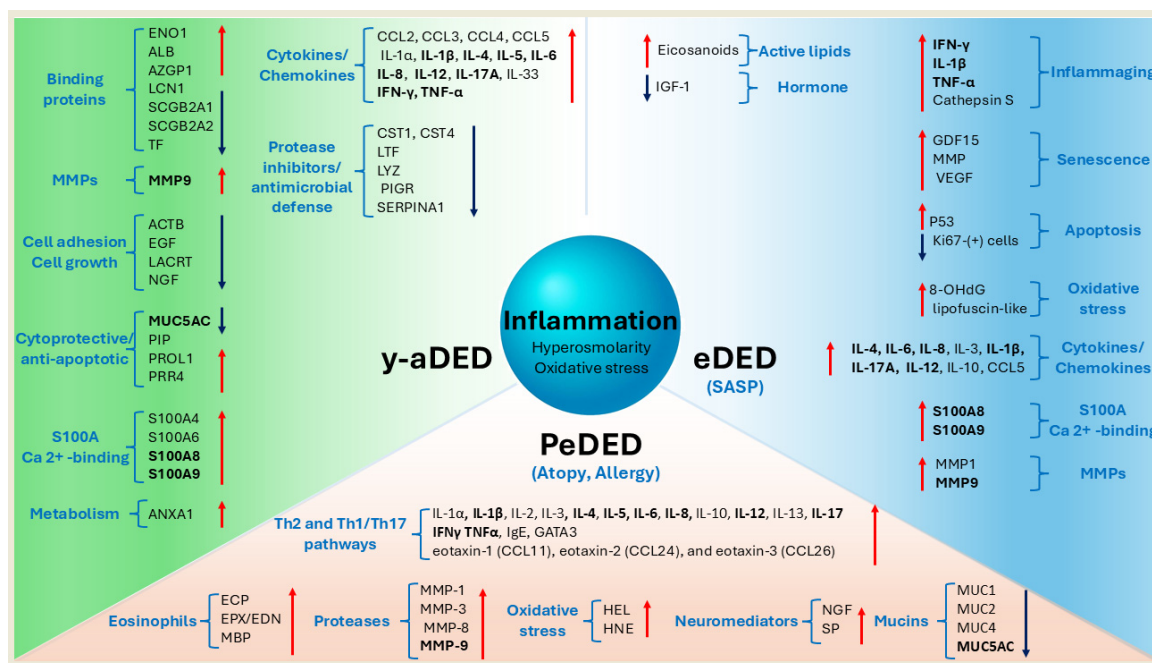 Binding
proteins
ENO1
ALB
AZGP1
LCN1
SCGB2A1
SCGB2A2
TF
MMPs
MMP9
Cell adhesion
Cell growth
ACTB
EGF
LACRT
NGF
Cytoprotective/
anti-apoptotic
MUC5AC
PIP
PROL1
PRR4
S100A
Ca 2+ -binding
S100A4
S100A6
S100A8
S100A9
Metabolism
ANXA1
Cytokines/
Chemokines
CCL2, CCL3, CCL4, CCL5
IL-1α, IL-1β, IL-4, IL-5, IL-6
IL-8, IL-12, IL-17A, IL-33
IFN-γ, TNF-α
Protease
inhibitors/
antimicrobial
defense
CST1, CST4
LTF
LYZ
PIGR
SERPINA1
Eicosanoids
Active lipids
IGF-1
Hormone
IFN-γ
IL-1β
TNF-α
Cathepsin S
Inflammaging
GDF15
MMP
VEGF
Senescence
P53
Ki67-(+) cells
Apoptosis
8-OHdG
lipofuscin-like
Oxidative
stress
IL-4, IL-6, IL-8, IL-3, IL-1β,
IL-17A, IL-12, IL-10, CCL5
Cytokines/
Chemokines
S100A8
S100A9
S100A
Ca 2+ -binding
MMP1
MMP9
MMPs
Inflammation
Hyperosmolarity
Oxidative stress
y-aDED
eDED
(SASP)
PeDED
(Atopy, Allergy)
Th2 and Th1/Th17
pathways
IL-1α, IL-1β, IL-2, IL-3, IL-4, IL-5, IL-6, IL-8, IL-10, IL-12, IL-13, IL-17
IFNγ TNFα, IgE, GATA3
eotaxin-1 (CCL11), eotaxin-2 (CCL24), and eotaxin-3 (CCL26)
Eosinophils
ECP
EPX/EDN
MBP
Proteases
MMP-1
MMP-3
MMP-8
MMP-9
Oxidative
stress
HEL
HNE
Neuromediators
NGF
SP
Mucins
MUC1
MUC2
MUC4
MUC5AC